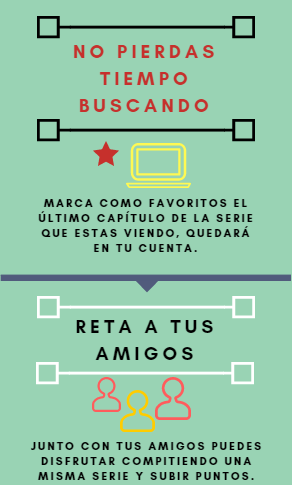 NO PIERDAS
TIEMPO
BUSCANDO
MARCA COMO FAVORITOS EL
ÚLTIMO CAPÍTULO DE LA SERIE
QUE ESTAS VIENDO, QUEDARÁ
EN TU CUENTA.
RETA A TUS
AMIGOS
JUNTO CON TUS AMIGOS PUEDES
DISFRUTAR COMPITIENDO UNA
MISMA SERIE Y SUBIR PUNTOS.